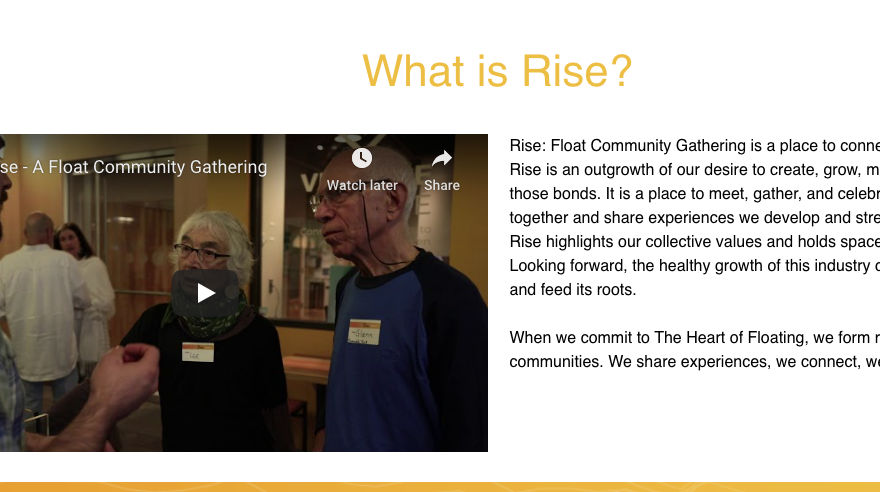 What is Rise?
se - A Float Community Gathering
Watch later
Share
Rise: Float Community Gathering is a place to conne
Rise is an outgrowth of our desire to create, grow, m
those bonds. It is a place to meet, gather, and celebr
together and share experiences we develop and stre
Rise highlights our collective values and holds space
Looking forward, the healthy growth of this industry c
and feed its roots.
When we commit to The Heart of Floating, we form r
communities. We share experiences, we connect, we
Lee
Glenn